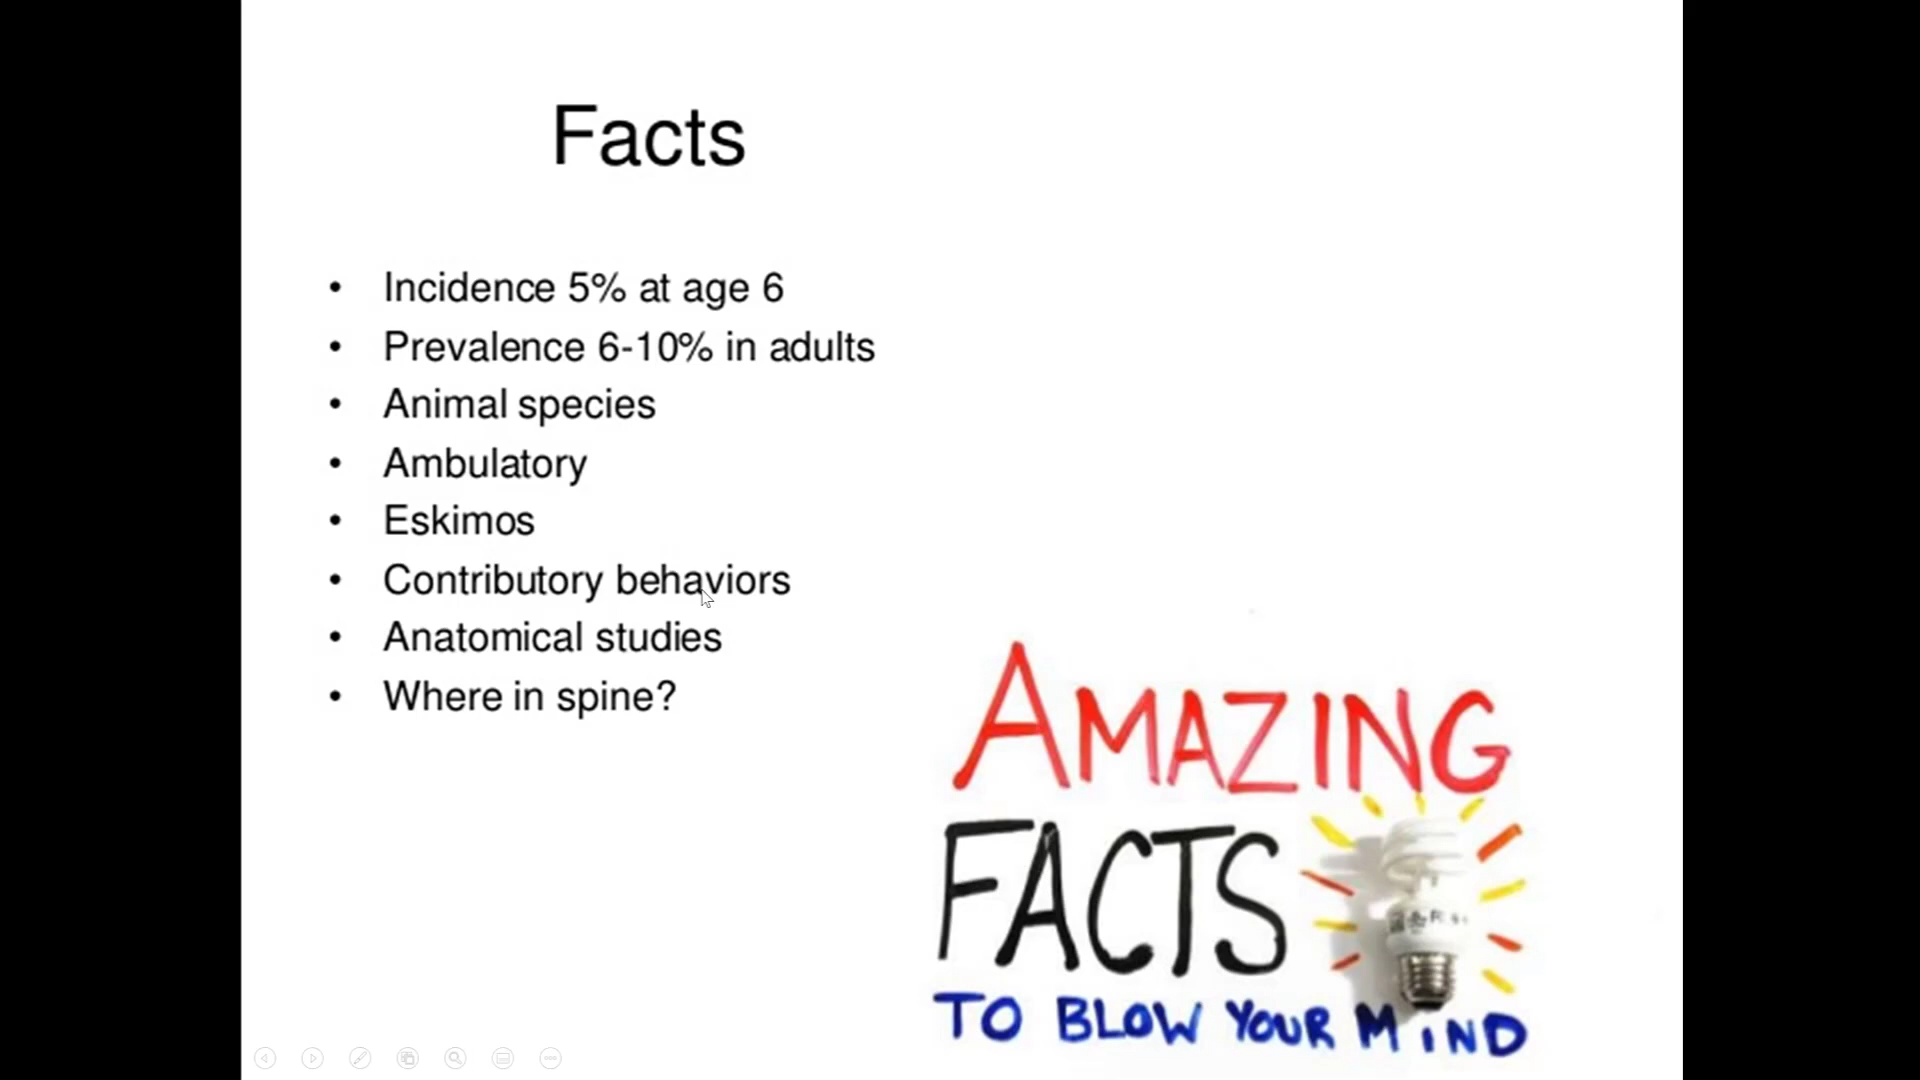 Facts
• Incidence 5% at age 6
• Prevalence 6-10% in adults
• Animal species
• Ambulatory
• Eskimos
• Contributory behaviors
• Anatomical studies
• Where in spine?
AMAZING
FACTS
TO BLOW YOUR MiND